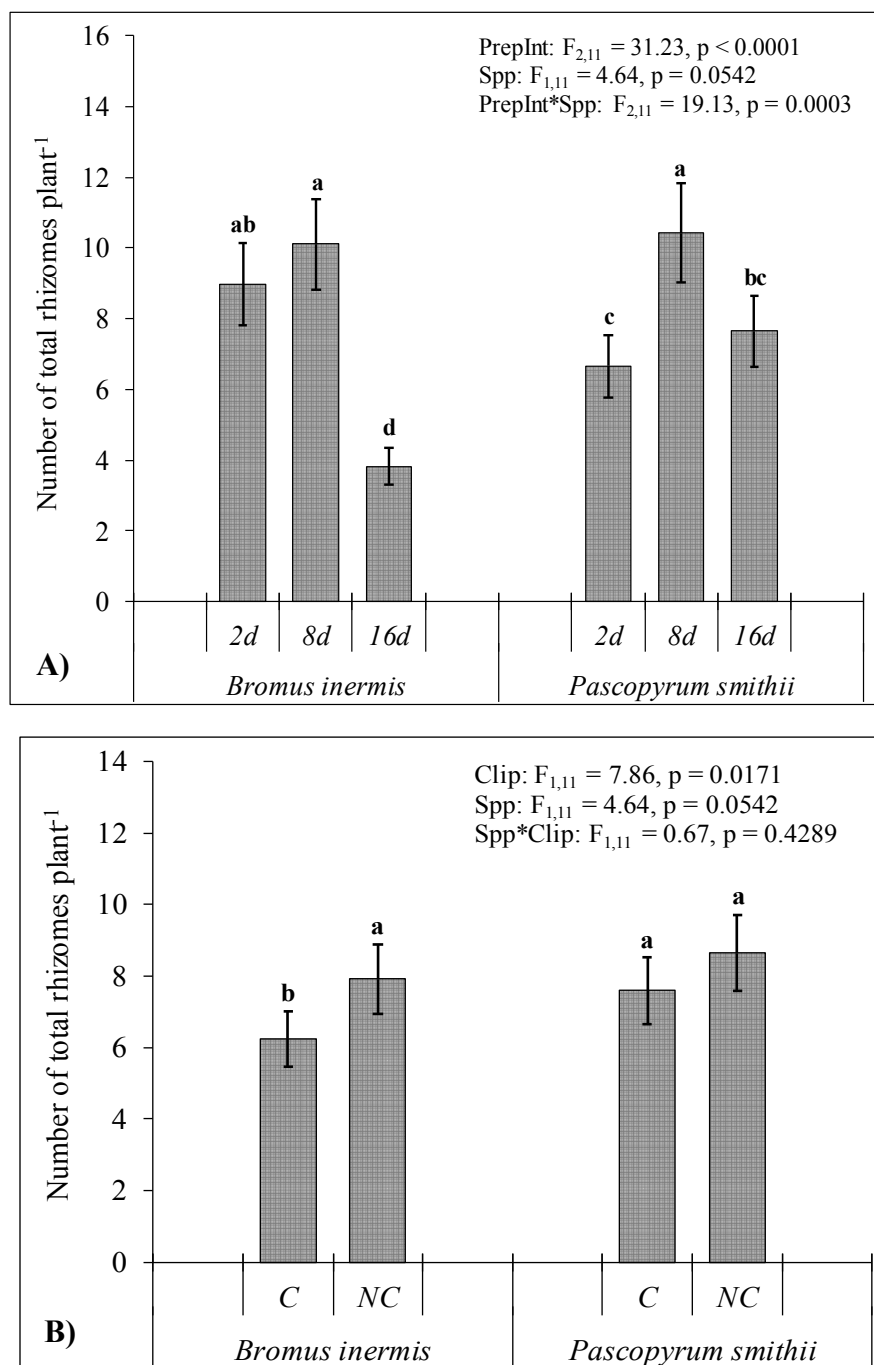 16
14
12
10
8
6
4
2
0
Number of total rhizomes plant-1
PrepInt: F2,11 = 31.23, p < 0.0001
Spp: F1,11 = 4.64, p = 0.0542
PrepInt*Spp: F2,11 = 19.13, p = 0.0003
ab
a
d
c
a
bc
2d 8d 16d 2d 8d 16d
A)
Bromus inermis Pascopyrum smithii
14
12
10
8
6
4
2
0
Number of total rhizomes plant-1
Clip: F1,11 = 7.86, p = 0.0171
Spp: F1,11 = 4.64, p = 0.0542
Spp*Clip: F1,11 = 0.67, p = 0.4289
b
a
a
a
C NC C NC
B)
Bromus inermis Pascopyrum smithii